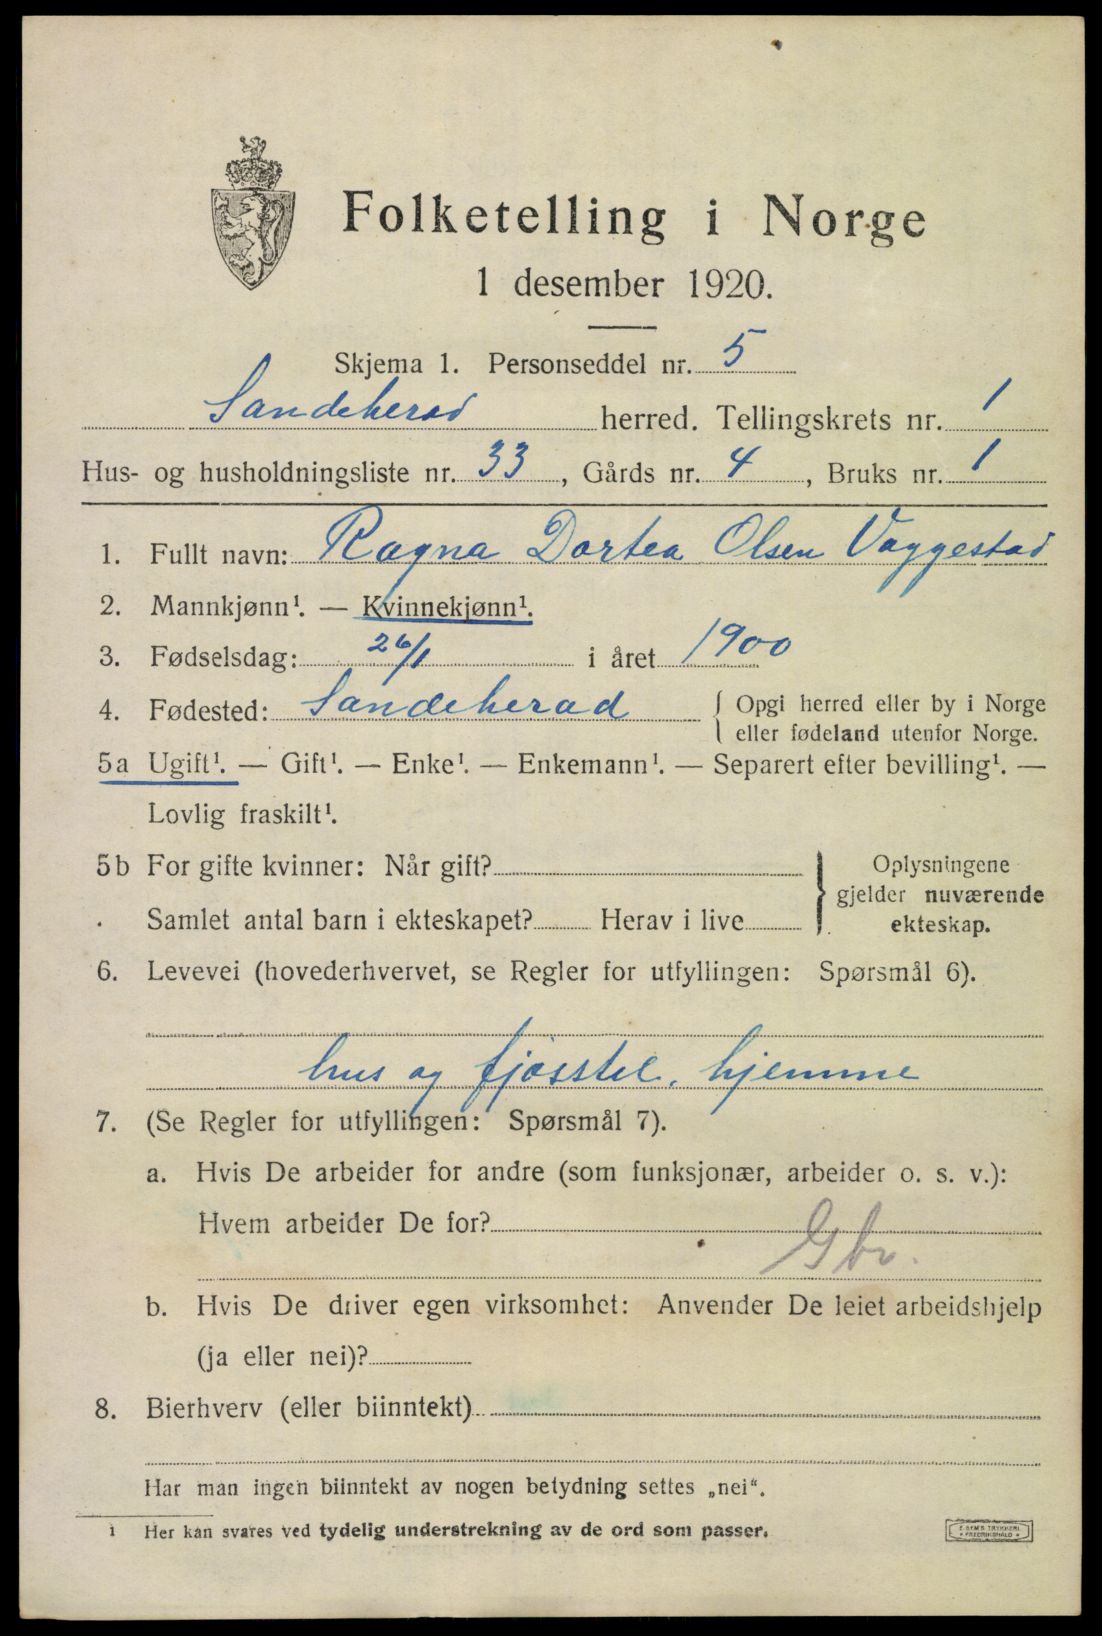 Folketelling i Norge
1 desember 1920.
Skjema 1. Personseddel nr. 5
Sandeherad herred. Tellingskrets nr. 1
Hus- og husholdningsliste nr. 33, Gårds nr. 4, Bruks nr. 1
1. Fullt navn: Ragna Dortea Olsen Vaggestad
2. Mannkjønn¹. — Kvinnekjønn¹.
3. Fødselsdag: 26/1 i året 1900
4. Fødested: Sandeherad { Opgi herred eller by i Norge
eller fødeland utenfor Norge.
5a Ugift¹. — Gift¹. — Enke¹. — Enkemann¹. — Separert efter bevilling¹. —
Lovlig fraskilt¹.
5b For gifte kvinner: Når gift? } Oplysningene
gjelder nuværende
Samlet antal barn i ekteskapet? Herav i live ekteskap.
6. Levevei (hovederhvervet, se Regler for utfyllingen: Spørsmål 6).
hus og fjøsstel, hjemme
7. (Se Regler for utfyllingen: Spørsmål 7).
a. Hvis De arbeider for andre (som funksjonær, arbeider o. s. v.):
Hvem arbeider De for?
Gbr.
b. Hvis De driver egen virksomhet: Anvender De leiet arbeidshjelp
(ja eller nei)?
8. Bierhverv (eller biinntekt)
Har man ingen biinntekt av nogen betydning settes „nei“.
¹ Her kan svares ved tydelig understrekning av de ord som passer.